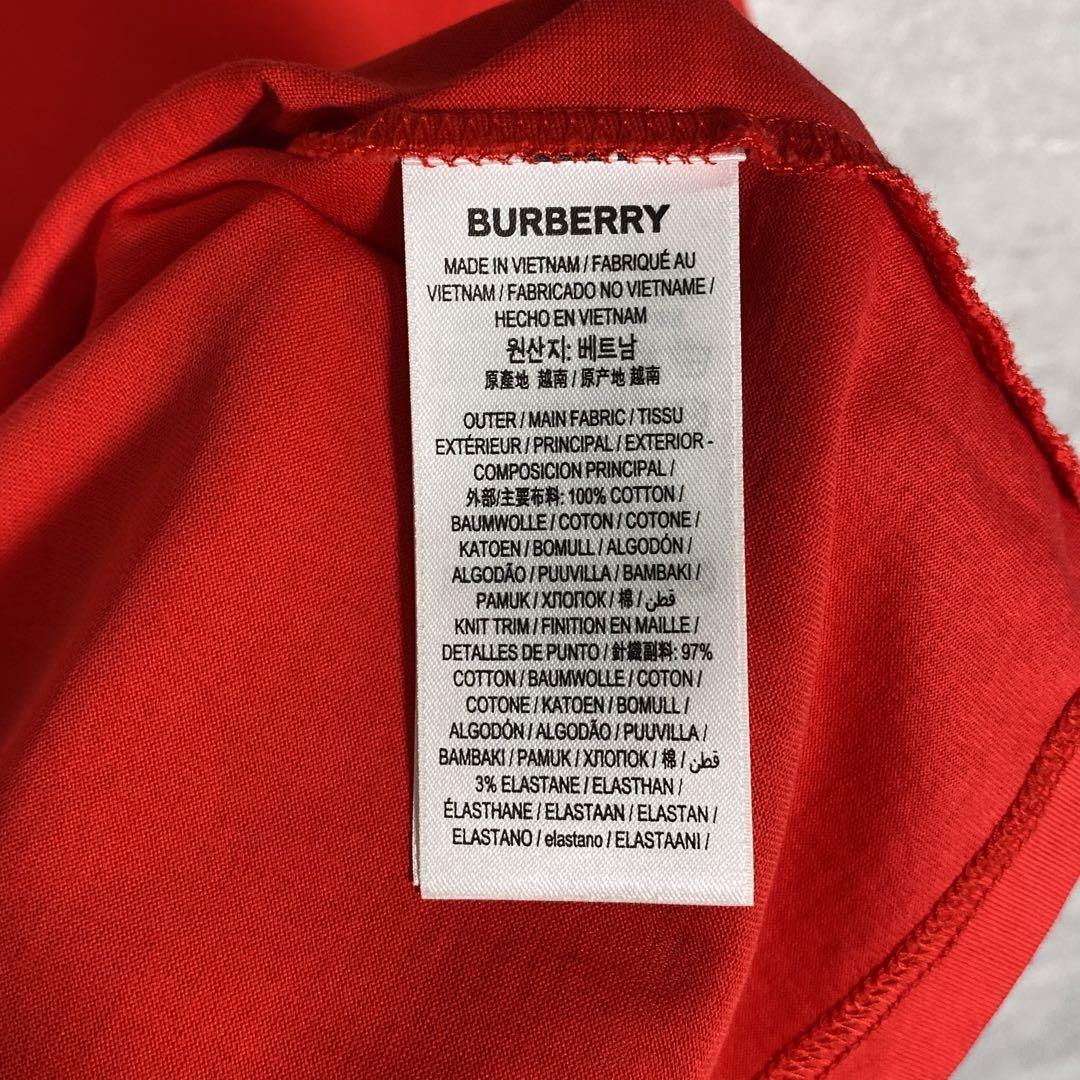 BURBERRY
MADE IN VIETNAM / FABRIQUÉ AU
VIETNAM / FABRICADO NO VIETNAME /
HECHO EN VIETNAM
원산지: 베트남
原產地 越南 / 原产地 越南
OUTER / MAIN FABRIC / TISSU
EXTÉRIEUR / PRINCIPAL / EXTERIOR -
COMPOSICION PRINCIPAL /
外部/主要布料: 100% COTTON /
BAUMWOLLE / COTON / COTONE /
KATOEN / BOMULL / ALGODÓN /
ALGODÃO / PUUVILLA / BAMBAKI /
PAMUK / ХЛОПОК / 棉 / قطن /
KNIT TRIM / FINITION EN MAILLE /
DETALLES DE PUNTO / 針織副料: 97%
COTTON / BAUMWOLLE / COTON /
COTONE / KATOEN / BOMULL /
ALGODÓN / ALGODÃO / PUUVILLA /
BAMBAKI / PAMUK / ХЛОПОК / 棉 / قطن /
3% ELASTANE / ELASTHAN /
ÉLASTHANE / ELASTAAN / ELASTAN /
ELASTANO / elastano / ELASTAANI /